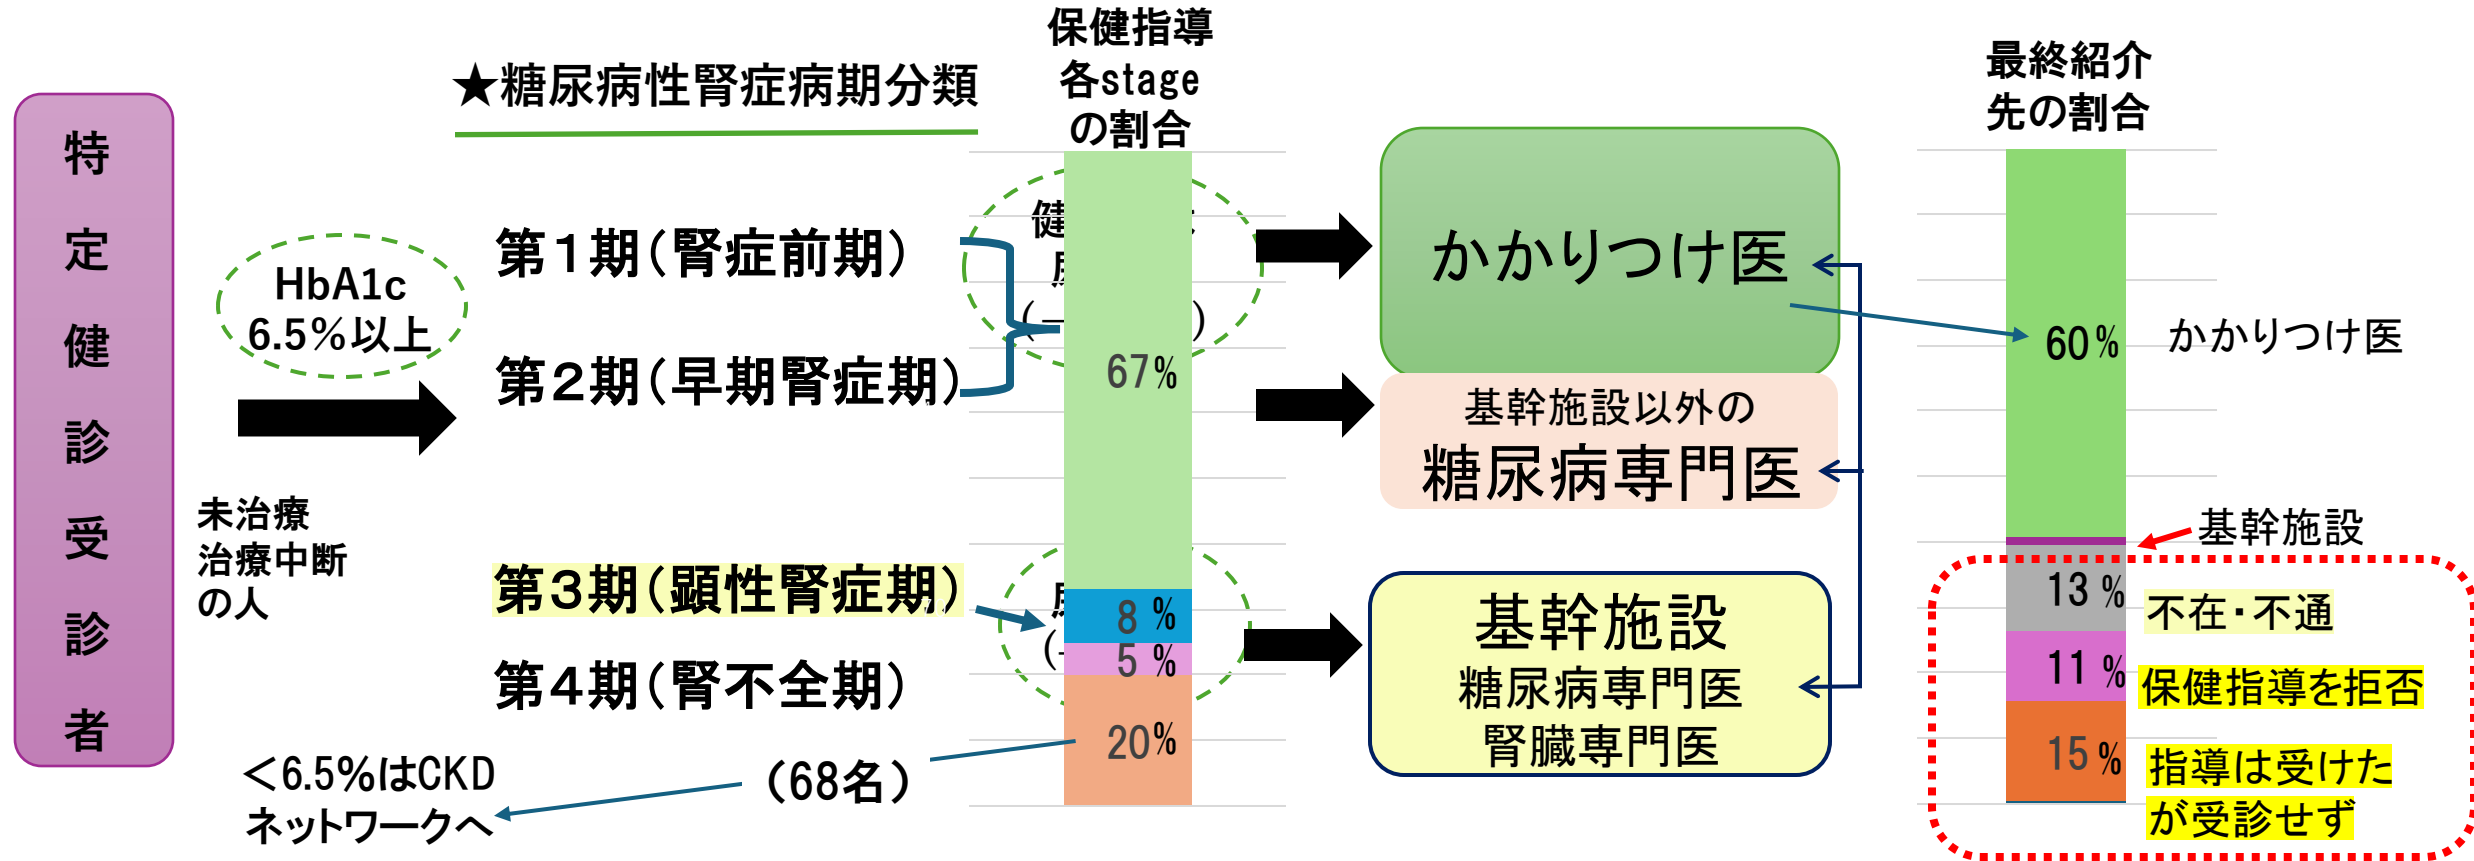 特定健診受診者
HbA1c
6.5%以上
未治療
治療中断
の人
★糖尿病性腎症病期分類
第1期(腎症前期)
第2期(早期腎症期)
第3期(顕性腎症期)
第4期(腎不全期)
<6.5%はCKD
ネットワークへ
(68名)
保健指導
各stage
の割合
健
67%
8 %
5 %
20%
かかりつけ医
基幹施設以外の
糖尿病専門医
基幹施設
糖尿病専門医
腎臓専門医
最終紹介
先の割合
60%
かかりつけ医
基幹施設
13 %
不在・不通
11 %
保健指導を拒否
15 %
指導は受けた
が受診せず